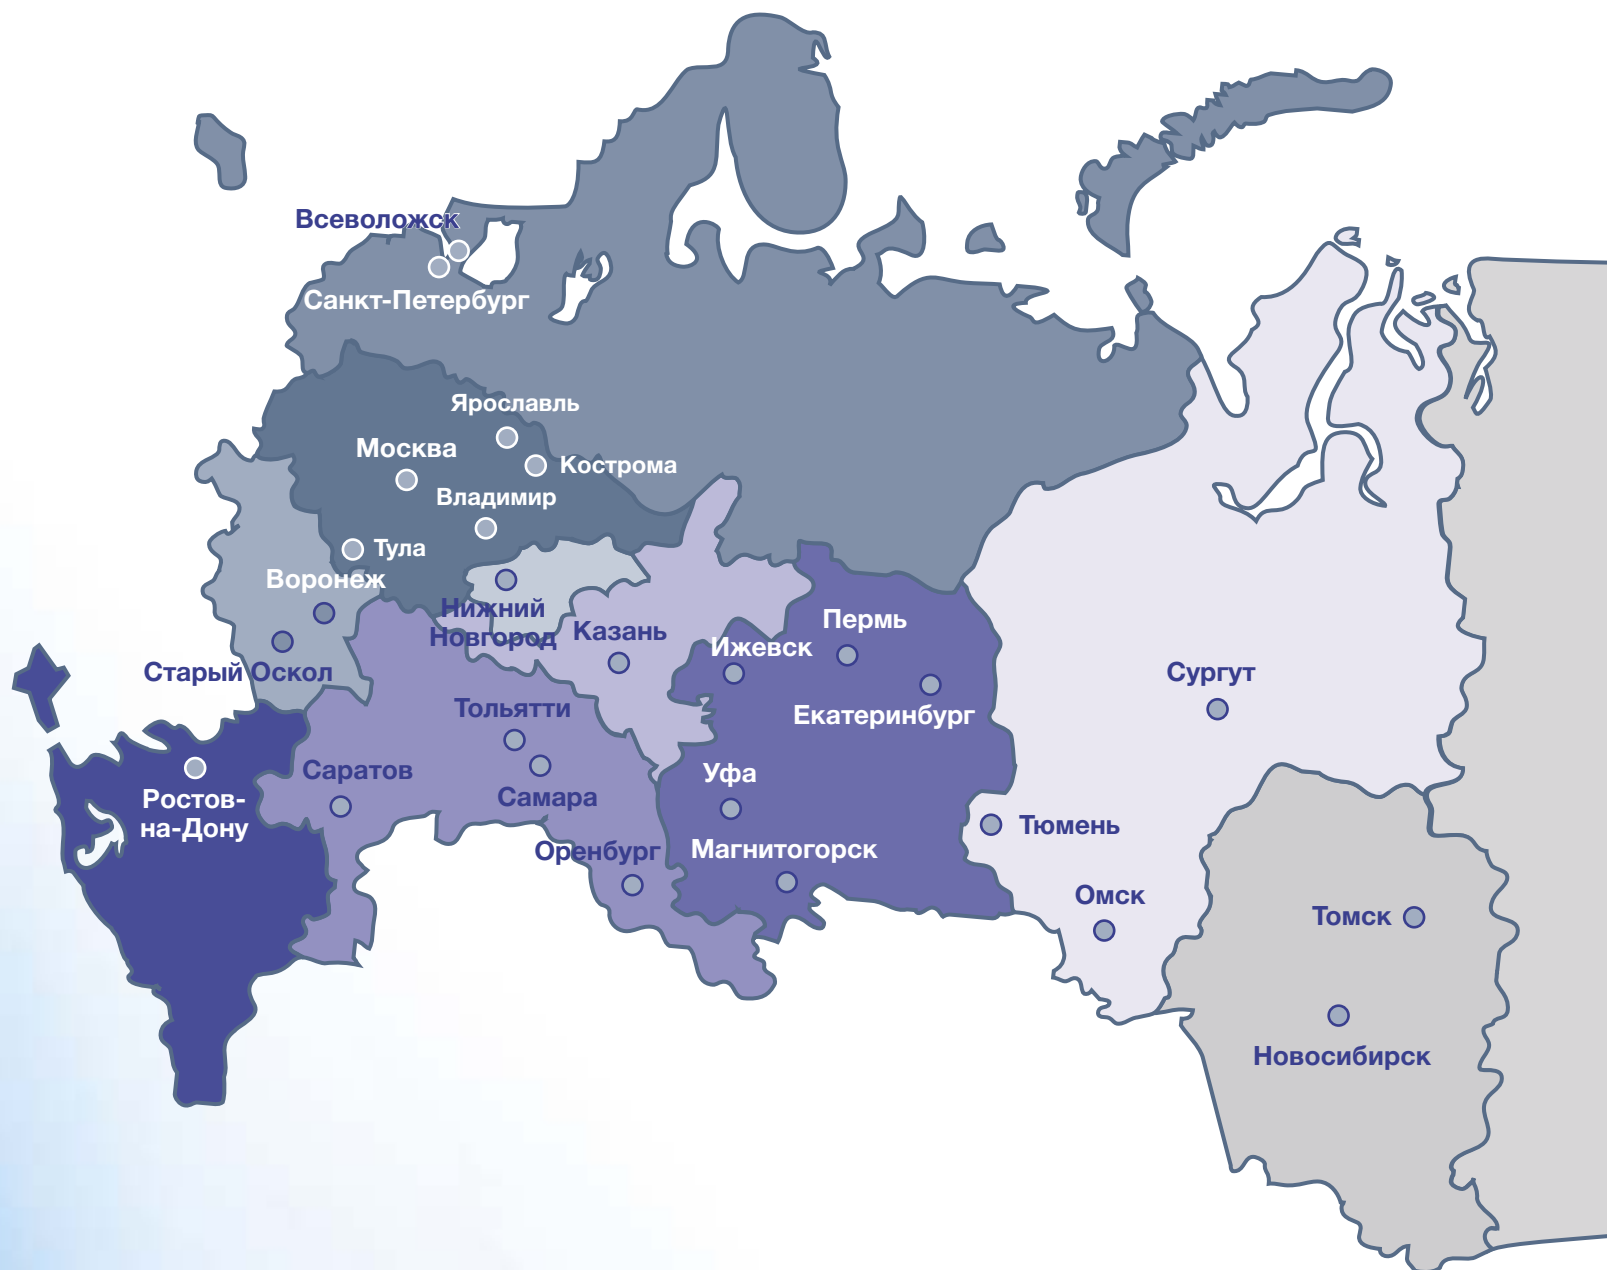 Всеволожск
Санкт-Петербург
Ярославль
Москва
Кострома
Владимир
Тула
Воронеж
Нижний
Новгород
Казань
Пермь
Ижевск
Старый Оскол
Сургут
Тольятти
Екатеринбург
Саратов
Уфа
Самара
Ростов-
на-Дону
Тюмень
Оренбург
Магнитогорск
Омск
Томск
Новосибирск